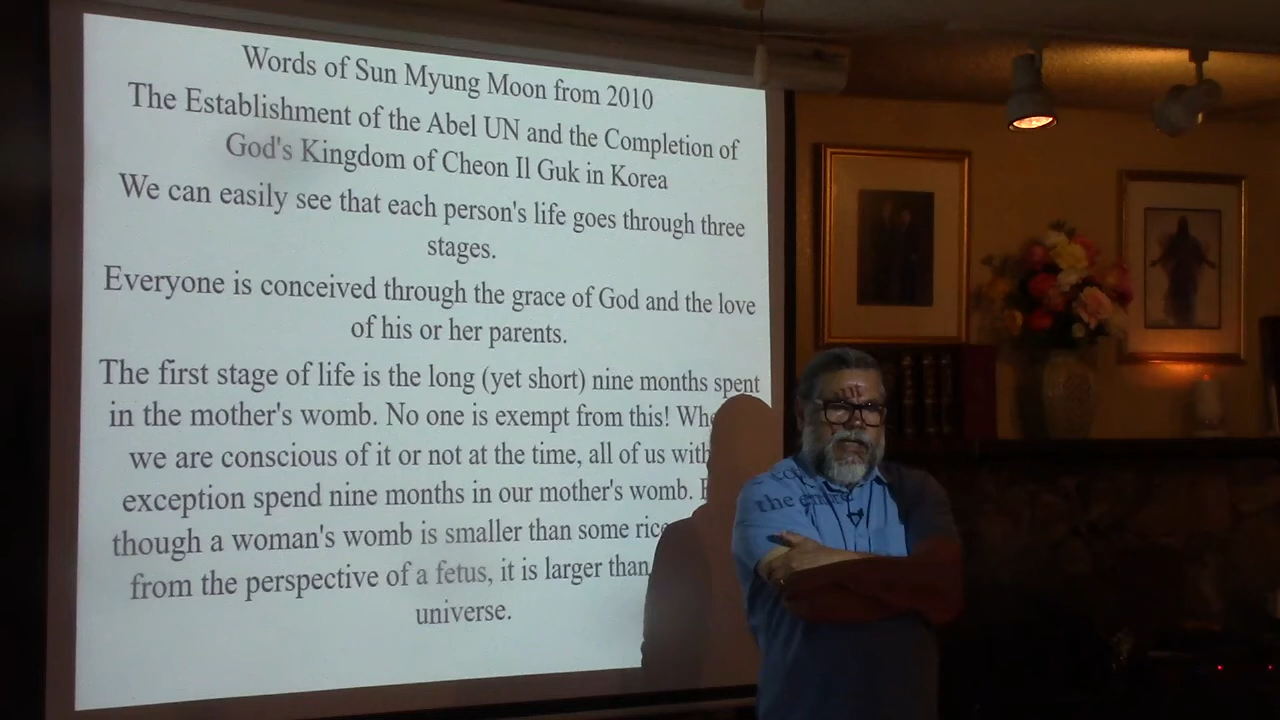 Words of Sun Myung Moon from 2010
The Establishment of the Abel UN and the Completion of
God's Kingdom of Cheon Il Guk in Korea
We can easily see that each person's life goes through three
stages.
Everyone is conceived through the grace of God and the love
of his or her parents.
The first stage of life is the long (yet short) nine months spent
in the mother's womb. No one is exempt from this! Whe
we are conscious of it or not at the time, all of us with
exception spend nine months in our mother's womb. E
though a woman's womb is smaller than some rice
from the perspective of a fetus, it is larger than
the en
universe.